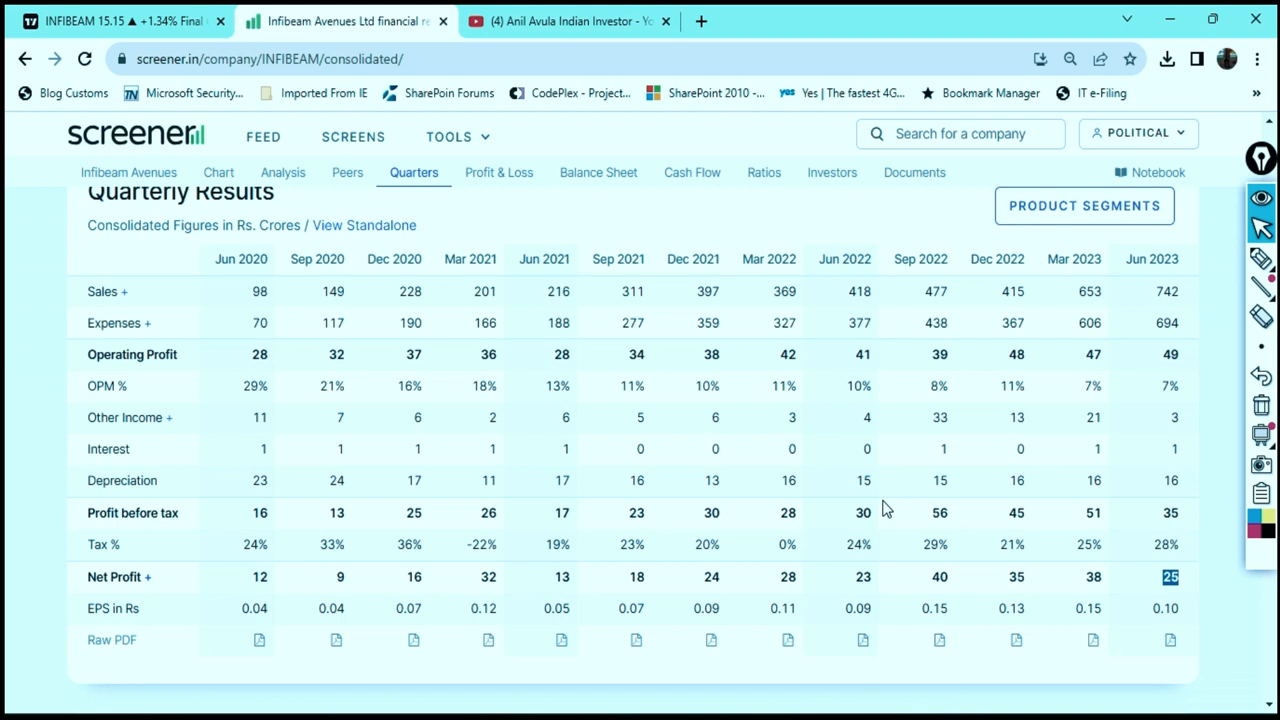 INFIBEAM 15.15 ▲ +1.34% Final
Infibeam Avenues Ltd financial re
(4) Anil Avula Indian Investor - Yo
screener.in/company/INFIBEAM/consolidated/
Blog Customs Microsoft Security... Imported From IE SharePoin Forums CodePlex - Project... SharePoint 2010 -... yes Yes | The fastest 4G... Bookmark Manager IT e-Filing »
screener FEED SCREENS TOOLS Search for a company POLITICAL
Infibeam Avenues Chart Analysis Peers Quarters Profit & Loss Balance Sheet Cash Flow Ratios Investors Documents Notebook
Quarterly Results
PRODUCT SEGMENTS
Consolidated Figures in Rs. Crores / View Standalone
Jun 2020 Sep 2020 Dec 2020 Mar 2021 Jun 2021 Sep 2021 Dec 2021 Mar 2022 Jun 2022 Sep 2022 Dec 2022 Mar 2023 Jun 2023
Sales + 98 149 228 201 216 311 397 369 418 477 415 653 742
Expenses + 70 117 190 166 188 277 359 327 377 438 367 606 694
Operating Profit 28 32 37 36 28 34 38 42 41 39 48 47 49
OPM % 29% 21% 16% 18% 13% 11% 10% 11% 10% 8% 11% 7% 7%
Other Income + 11 7 6 2 6 5 6 3 4 33 13 21 3
Interest 1 1 1 1 1 0 0 0 0 1 0 1 1
Depreciation 23 24 17 11 17 16 13 16 15 15 16 16 16
Profit before tax 16 13 25 26 17 23 30 28 30 56 45 51 35
Tax % 24% 33% 36% -22% 19% 23% 20% 0% 24% 29% 21% 25% 28%
Net Profit + 12 9 16 32 13 18 24 28 23 40 35 38 25
EPS in Rs 0.04 0.04 0.07 0.12 0.05 0.07 0.09 0.11 0.09 0.15 0.13 0.15 0.10
Raw PDF